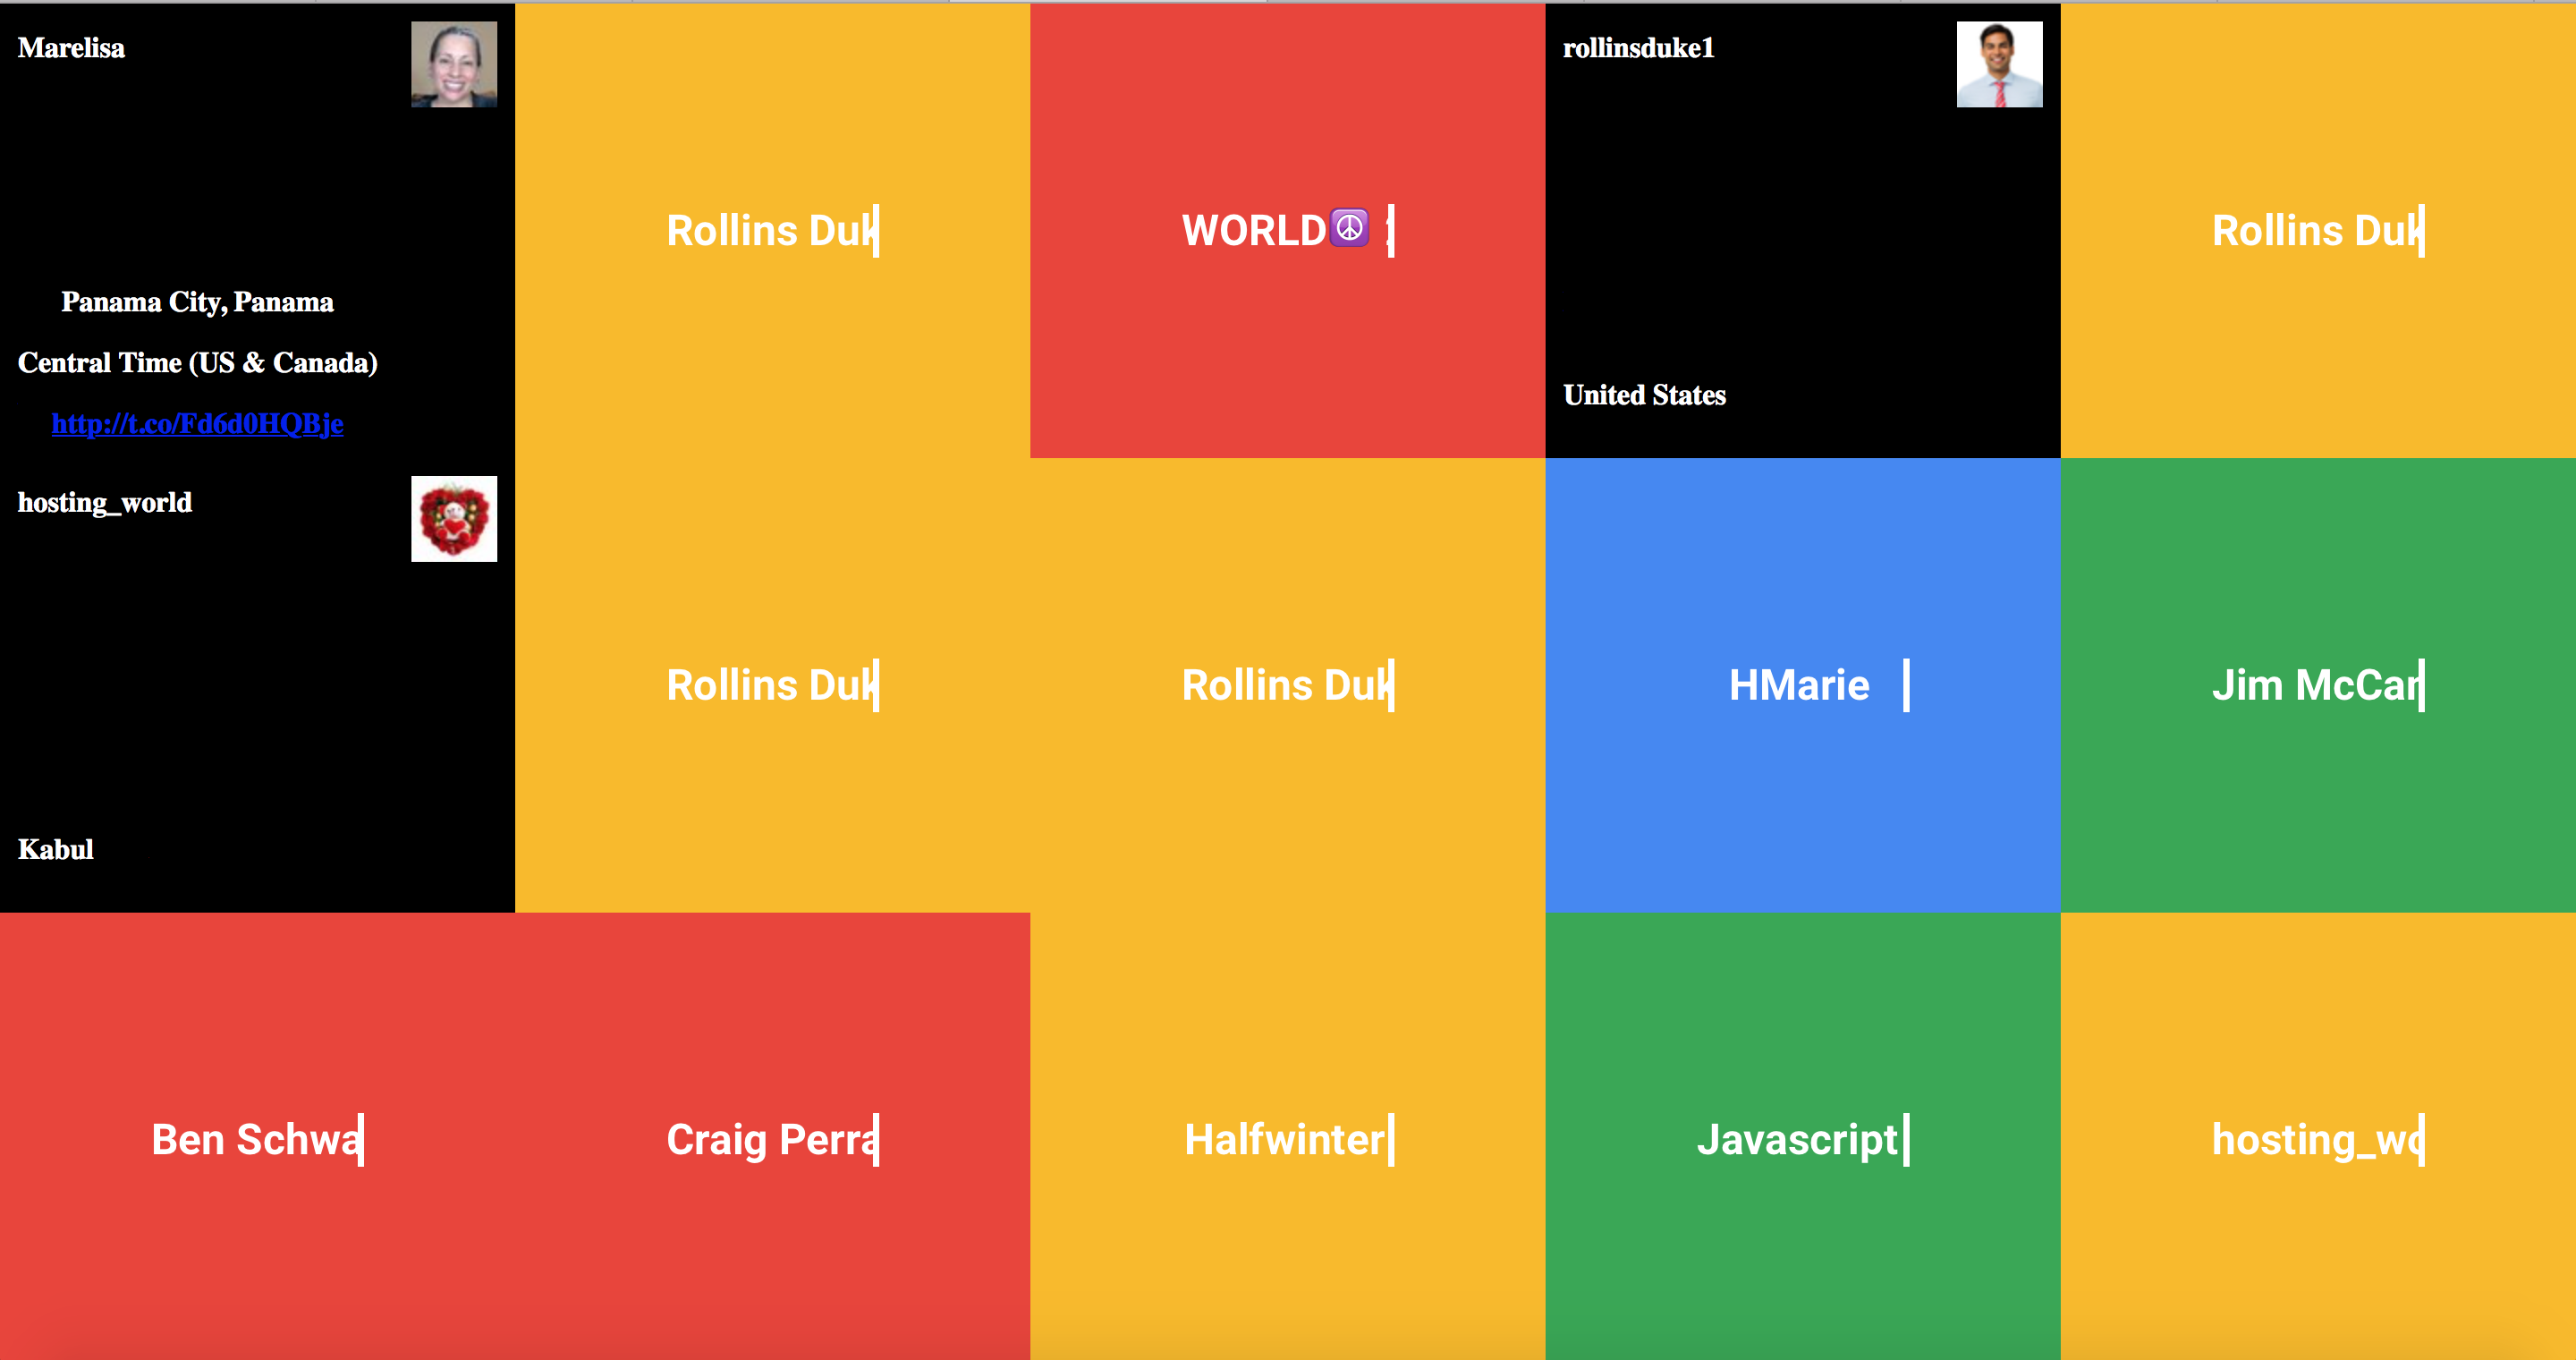 Marelisa
Panama City, Panama
Central Time (US & Canada)
http://t.co/Fd6d0HQBje
Rollins Duk
WORLD☮️
rollinsduke1
United States
Rollins Duk
hosting_world
Kabul
Rollins Duk
Rollins Duk
HMarie
Jim McCar
Ben Schwa
Craig Perra
Halfwinter
Javascript
hosting_wo